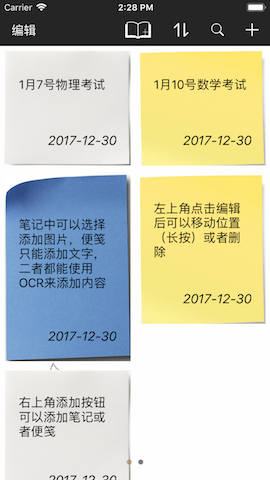 Carrier 2:28 PM
编辑
1月7号物理考试
2017-12-30
1月10号数学考试
2017-12-30
笔记中可以选择
添加图片，便笺
只能添加文字，
二者都能使用
OCR来添加内容
2017-12-30
左上角点击编辑
后可以移动位置
（长按）或者删
除
2017-12-30
右上角添加按钮
可以添加笔记或
者便笺
2017-12-30